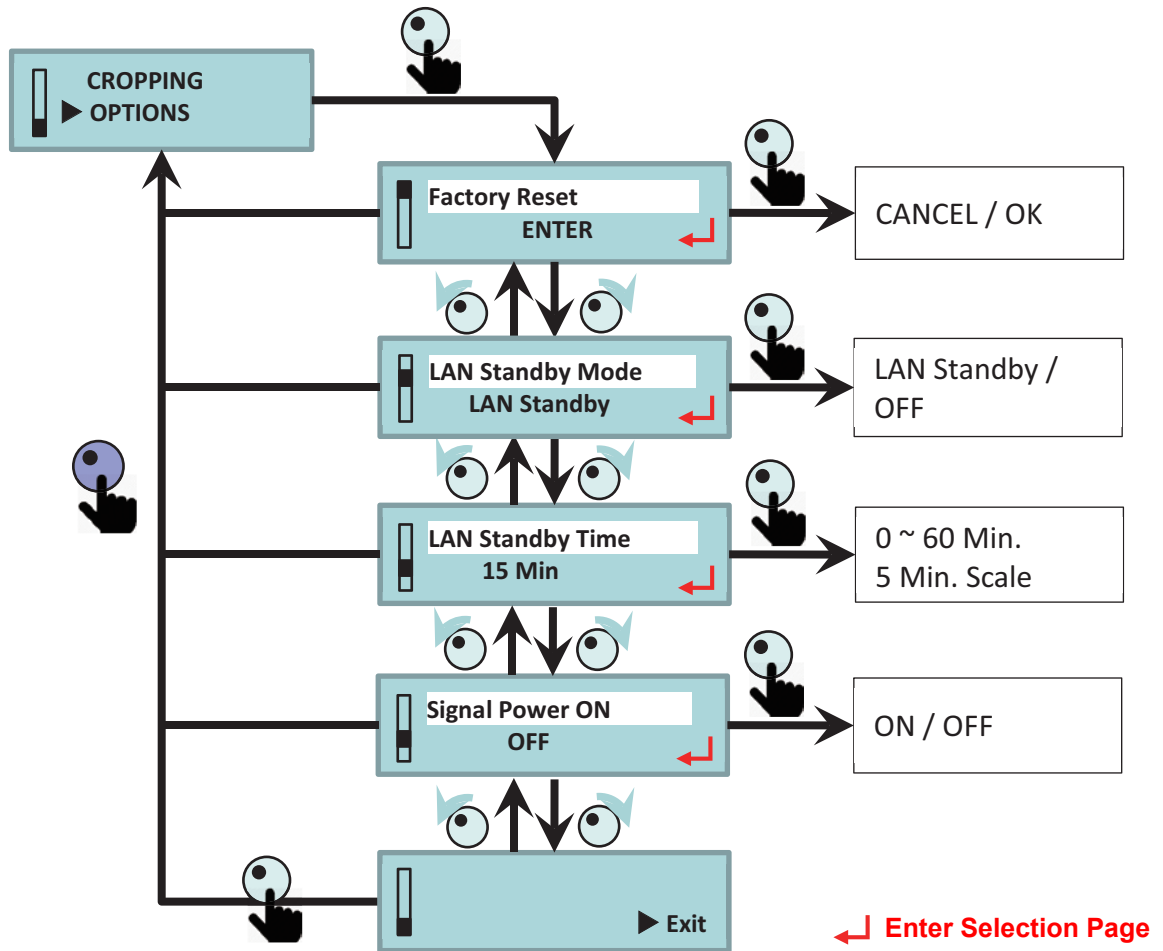 CROPPING
▶ OPTIONS
Factory Reset
ENTER
CANCEL / OK
LAN Standby Mode
LAN Standby
LAN Standby /
OFF
LAN Standby Time
15 Min
0 ~ 60 Min.
5 Min. Scale
Signal Power ON
OFF
ON / OFF
▶ Exit
Enter Selection Page